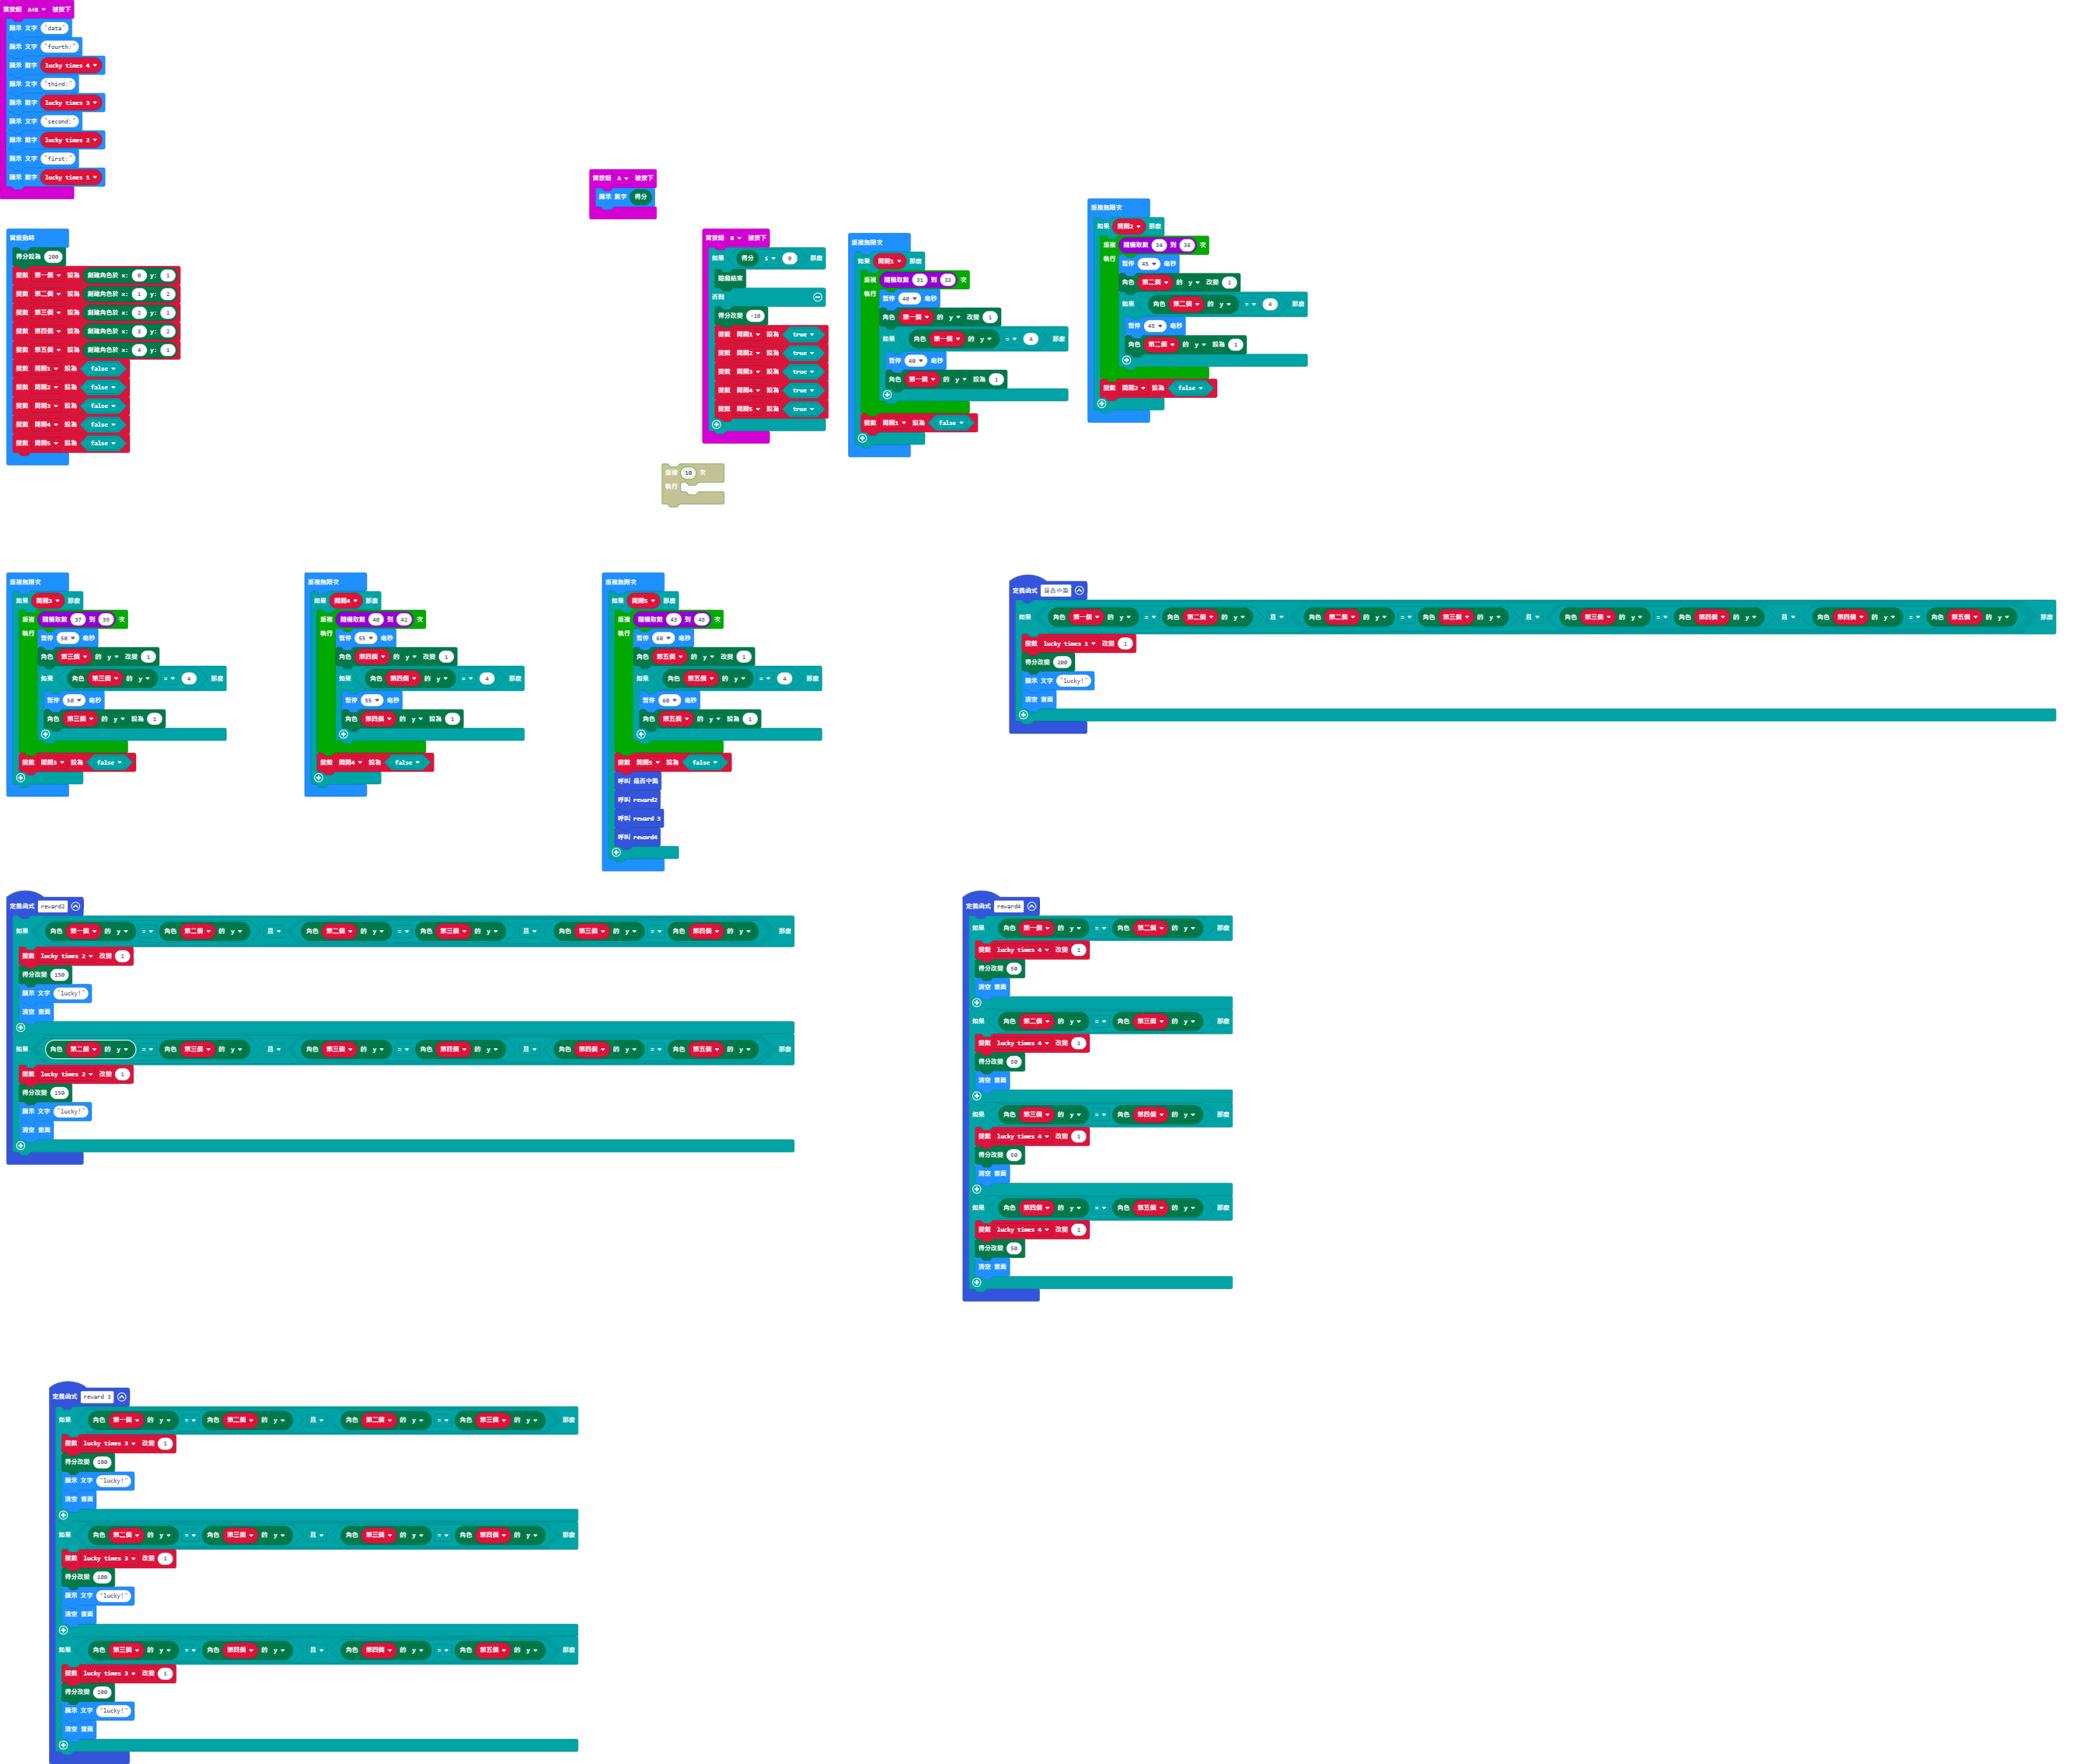 當按鈕 A+B 被按下
顯示 文字 "data"
顯示 文字 "fourth:"
顯示 數字 lucky times 4
顯示 文字 "third:"
顯示 數字 lucky times 3
顯示 文字 "second:"
顯示 數字 lucky times 2
顯示 文字 "first:"
顯示 數字 lucky times 1
當按鈕 A 被按下
顯示 數字 得分
當啟動時
得分設為 200
變數 第一個 設為 創建角色於 x: 0 y: 1
變數 第二個 設為 創建角色於 x: 1 y: 2
變數 第三個 設為 創建角色於 x: 2 y: 1
變數 第四個 設為 創建角色於 x: 3 y: 2
變數 第五個 設為 創建角色於 x: 4 y: 1
變數 開關1 設為 false
變數 開關2 設為 false
變數 開關3 設為 false
變數 開關4 設為 false
變數 開關5 設為 false
當按鈕 B 被按下
如果 得分 ≤ 0 那麼
遊戲結束
否則
得分改變 -10
變數 開關1 設為 true
變數 開關2 設為 true
變數 開關3 設為 true
變數 開關4 設為 true
變數 開關5 設為 true
重複 10 次
執行
重複無限次
如果 開關1 那麼
重複 隨機取數 31 到 33 次
執行 暫停 40 毫秒
角色 第一個 的 y 改變 1
如果 角色 第一個 的 y = 4 那麼
暫停 40 毫秒
角色 第一個 的 y 設為 1
變數 開關1 設為 false
重複無限次
如果 開關2 那麼
重複 隨機取數 34 到 36 次
執行 暫停 45 毫秒
角色 第二個 的 y 改變 1
如果 角色 第二個 的 y = 4 那麼
暫停 45 毫秒
角色 第二個 的 y 設為 1
變數 開關2 設為 false
重複無限次
如果 開關3 那麼
重複 隨機取數 37 到 39 次
執行 暫停 50 毫秒
角色 第三個 的 y 改變 1
如果 角色 第三個 的 y = 4 那麼
暫停 50 毫秒
角色 第三個 的 y 設為 1
變數 開關3 設為 false
重複無限次
如果 開關4 那麼
重複 隨機取數 40 到 42 次
執行 暫停 55 毫秒
角色 第四個 的 y 改變 1
如果 角色 第四個 的 y = 4 那麼
暫停 55 毫秒
角色 第四個 的 y 設為 1
變數 開關4 設為 false
重複無限次
如果 開關5 那麼
重複 隨機取數 43 到 45 次
執行 暫停 60 毫秒
角色 第五個 的 y 改變 1
如果 角色 第五個 的 y = 4 那麼
暫停 60 毫秒
角色 第五個 的 y 設為 1
變數 開關5 設為 false
呼叫 是否中獎
呼叫 reward2
呼叫 reward 3
呼叫 reward4
定義函式 是否中獎
如果 角色 第一個 的 y = 角色 第二個 的 y 且 角色 第二個 的 y = 角色 第三個 的 y 且 角色 第三個 的 y = 角色 第四個 的 y 且 角色 第四個 的 y = 角色 第五個 的 y 那麼
變數 lucky times 1 改變 1
得分改變 200
顯示 文字 "lucky!"
清空 畫面
定義函式 reward2
如果 角色 第一個 的 y = 角色 第二個 的 y 且 角色 第二個 的 y = 角色 第三個 的 y 且 角色 第三個 的 y = 角色 第四個 的 y 那麼
變數 lucky times 2 改變 1
得分改變 150
顯示 文字 "lucky!"
清空 畫面
如果 角色 第二個 的 y = 角色 第三個 的 y 且 角色 第三個 的 y = 角色 第四個 的 y 且 角色 第四個 的 y = 角色 第五個 的 y 那麼
變數 lucky times 2 改變 1
得分改變 150
顯示 文字 "lucky!"
清空 畫面
定義函式 reward4
如果 角色 第一個 的 y = 角色 第二個 的 y 那麼
變數 lucky times 4 改變 1
得分改變 50
清空 畫面
如果 角色 第二個 的 y = 角色 第三個 的 y 那麼
變數 lucky times 4 改變 1
得分改變 50
清空 畫面
如果 角色 第三個 的 y = 角色 第四個 的 y 那麼
變數 lucky times 4 改變 1
得分改變 50
清空 畫面
如果 角色 第四個 的 y = 角色 第五個 的 y 那麼
變數 lucky times 4 改變 1
得分改變 50
清空 畫面
定義函式 reward 3
如果 角色 第一個 的 y = 角色 第二個 的 y 且 角色 第二個 的 y = 角色 第三個 的 y 那麼
變數 lucky times 3 改變 1
得分改變 100
顯示 文字 "lucky!"
清空 畫面
如果 角色 第二個 的 y = 角色 第三個 的 y 且 角色 第三個 的 y = 角色 第四個 的 y 那麼
變數 lucky times 3 改變 1
得分改變 100
顯示 文字 "lucky!"
清空 畫面
如果 角色 第三個 的 y = 角色 第四個 的 y 且 角色 第四個 的 y = 角色 第五個 的 y 那麼
變數 lucky times 3 改變 1
得分改變 100
顯示 文字 "lucky!"
清空 畫面